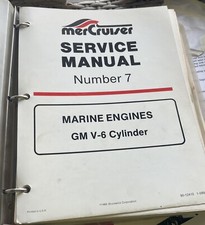 merCruiser
SERVICE
MANUAL
Number 7
MARINE ENGINES
GM V-6 Cylinder